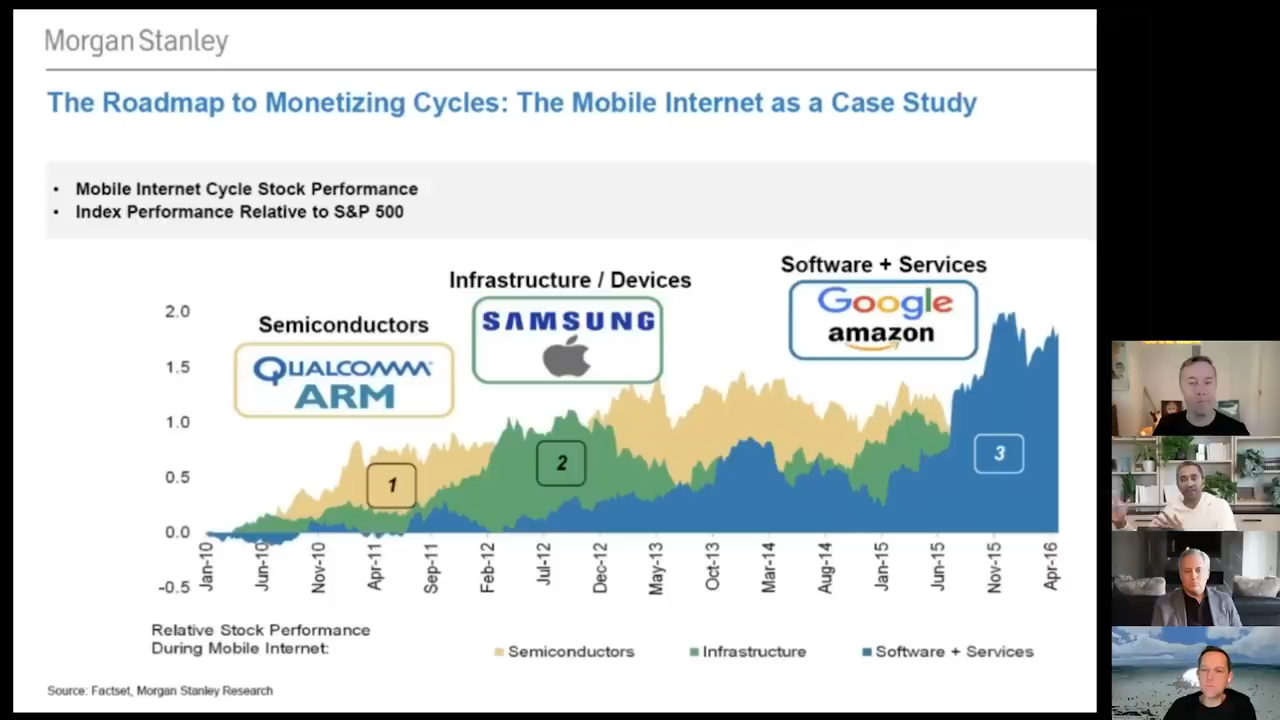 Morgan Stanley
The Roadmap to Monetizing Cycles: The Mobile Internet as a Case Study
• Mobile Internet Cycle Stock Performance
• Index Performance Relative to S&P 500
Software + Services
Google
amazon
Infrastructure / Devices
SAMSUNG
Semiconductors
QUALCOMM
ARM
2.0
1.5
1.0
0.5
0.0
-0.5
1
2
3
Jan-10
Jun-10
Nov-10
Apr-11
Sep-11
Feb-12
Jul-12
Dec-12
May-13
Oct-13
Mar-14
Aug-14
Jan-15
Jun-15
Nov-15
Apr-16
Relative Stock Performance
During Mobile Internet:
Semiconductors
Infrastructure
Software + Services
Source: Factset, Morgan Stanley Research